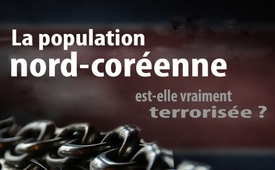 La population
nord-coréenne
est-elle vraiment
terrorisée ?